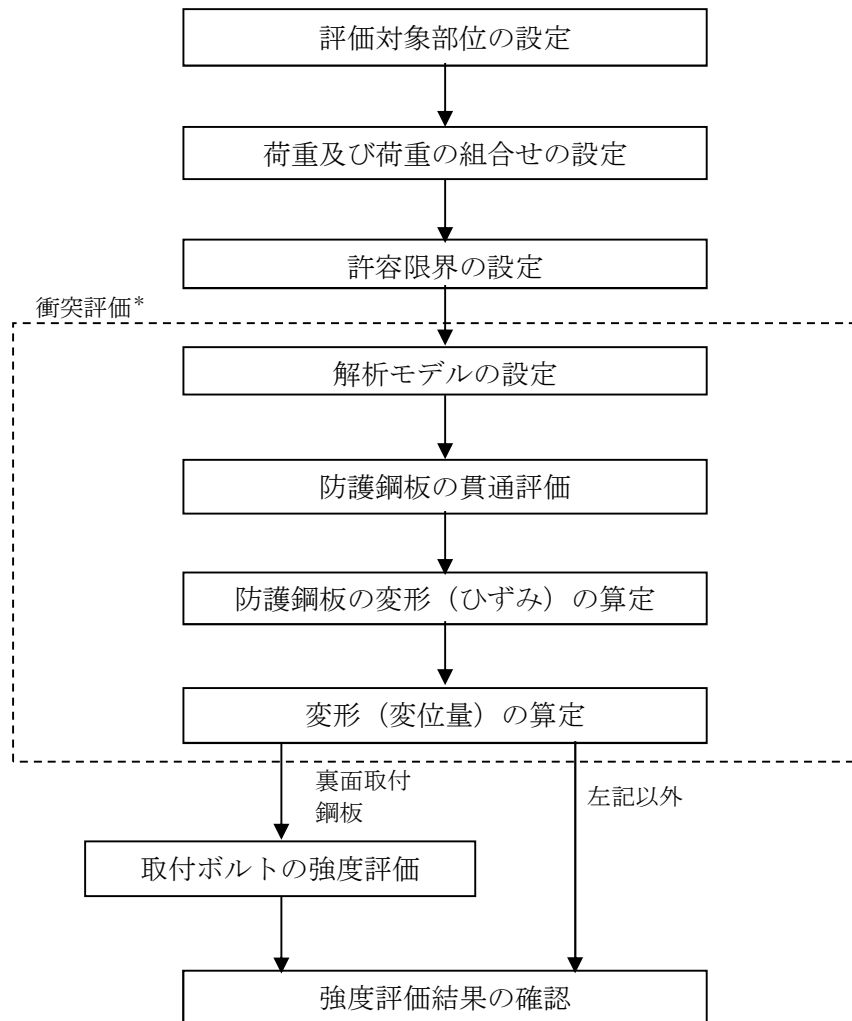 評価対象部位の設定
荷重及び荷重の組合せの設定
許容限界の設定
衝突評価*
解析モデルの設定
防護鋼板の貫通評価
防護鋼板の変形（ひずみ）の算定
変形（変位量）の算定
裏面取付
鋼板
左記以外
取付ボルトの強度評価
強度評価結果の確認